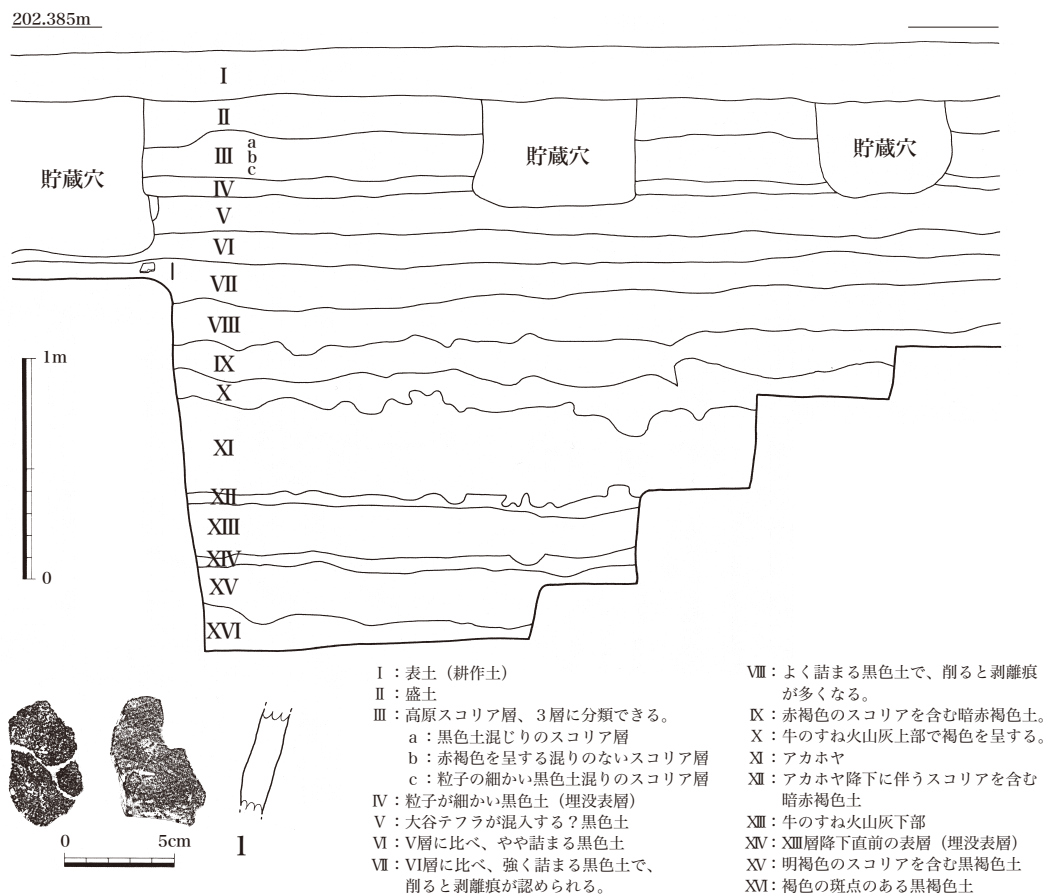 202.385m
Ⅰ
Ⅱ
Ⅲ
a
b
c
貯蔵穴
貯蔵穴
貯蔵穴
Ⅳ
Ⅴ
Ⅵ
Ⅶ
Ⅷ
Ⅸ
Ⅹ
Ⅺ
Ⅻ
XIII
XIV
XV
XVI
1m
0
Ⅰ：表土（耕作土）
Ⅱ：盛土
Ⅲ：高原スコリア層、３層に分類できる。
a：黒色土混じりのスコリア層
b：赤褐色を呈する混りのないスコリア層
c：粒子の細かい黒色土混りのスコリア層
Ⅳ：粒子が細かい黒色土（埋没表層）
Ⅴ：大谷テフラが混入する？黒色土
Ⅵ：Ⅴ層に比べ、やや詰まる黒色土
Ⅶ：Ⅵ層に比べ、強く詰まる黒色土で、
削ると剥離痕が認められる。
Ⅷ：よく詰まる黒色土で、削ると剥離痕
が多くなる。
Ⅸ：赤褐色のスコリアを含む暗赤褐色土。
Ⅹ：牛のすね火山灰上部で褐色を呈する。
Ⅺ：アカホヤ
Ⅻ：アカホヤ降下に伴うスコリアを含む
暗赤褐色土
XIII：牛のすね火山灰下部
XIV：XIII層降下直前の表層（埋没表層）
XV：明褐色のスコリアを含む黒褐色土
XVI：褐色の斑点のある黒褐色土
0
5cm
1